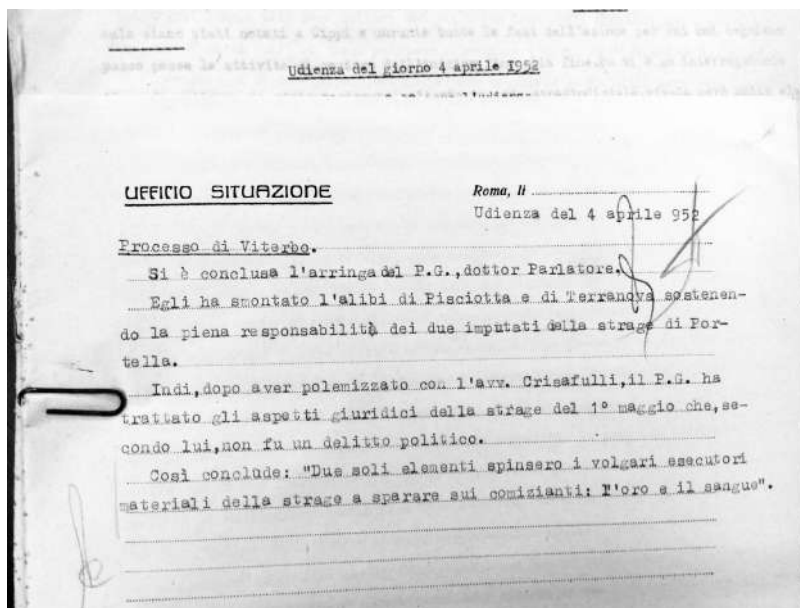 Udienza del giorno 4 aprile 1952
UFFICIO SITUAZIONE
Roma, lì
Udienza del 4 aprile 952
Processo di Viterbo.
Si è conclusa l'arringa del P.G.,dottor Parlatore.
Egli ha smontato l'alibi di Pisciotta e di Terranova sostenen-
do la piena responsabilità dei due imputati della strage di Por-
tella.
Indi,dopo aver polemizzato con l'avv. Crisafulli,il P.G. ha
trattato gli aspetti giuridici della strage del 1° maggio che,se-
condo lui,non fu un delitto politico.
Così conclude: "Due soli elementi spinsero i volgari esecutori
materiali della strage a sparare sui comizianti: l'oro e il sangue".